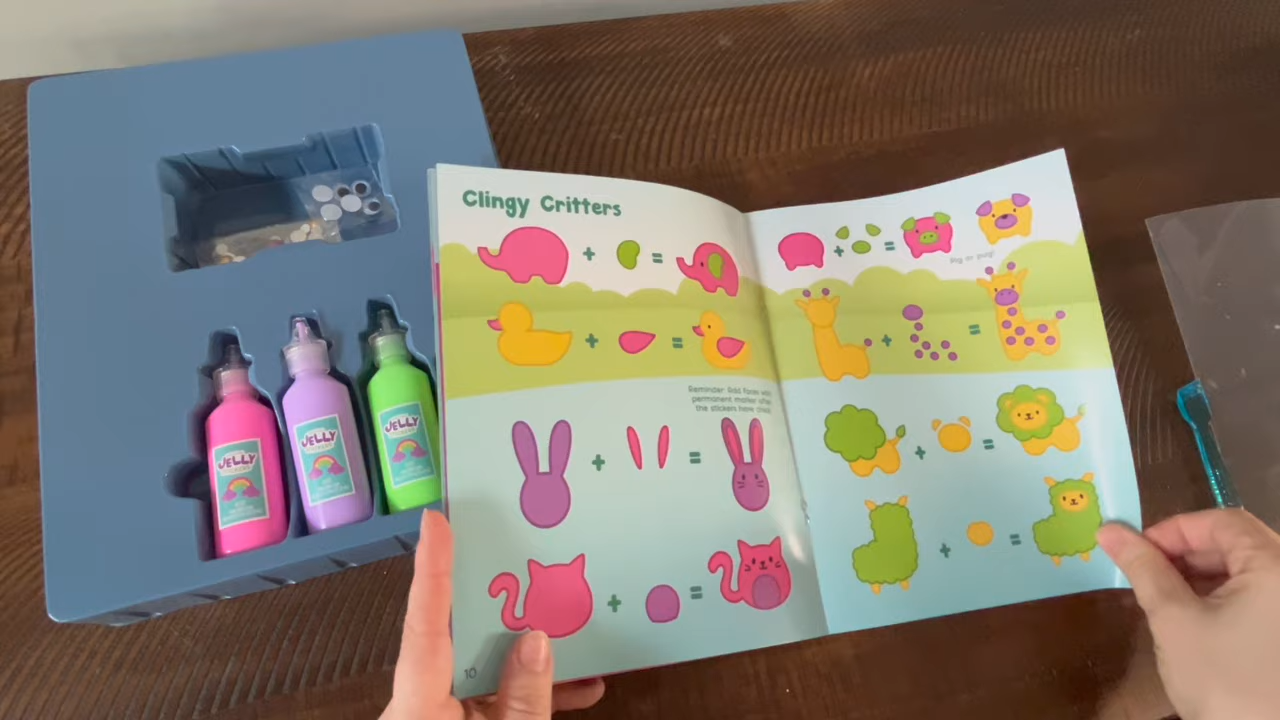 Clingy Critters
+
=
+
=
Reminder: Add faces with
permanent marker after
the stickers have dried.
+
=
+
=
10
+
=
Pig or pug!
+
=
+
=
+
=
JELLY
JELLY
JELLY